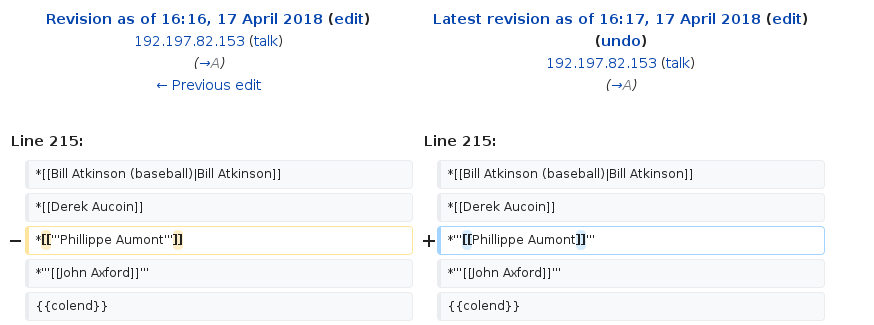 Revision as of 16:16, 17 April 2018 (edit)
192.197.82.153 (talk)
(→A)
← Previous edit
Latest revision as of 16:17, 17 April 2018 (edit)
(undo)
192.197.82.153 (talk)
(→A)
Line 215:
Line 215:
*[[Bill Atkinson (baseball)|Bill Atkinson]]
*[[Bill Atkinson (baseball)|Bill Atkinson]]
*[[Derek Aucoin]]
*[[Derek Aucoin]]
− *[['''Phillippe Aumont''']]
+ *'''[[Phillippe Aumont]]'''
*'''[[John Axford]]'''
*'''[[John Axford]]'''
{{colend}}
{{colend}}